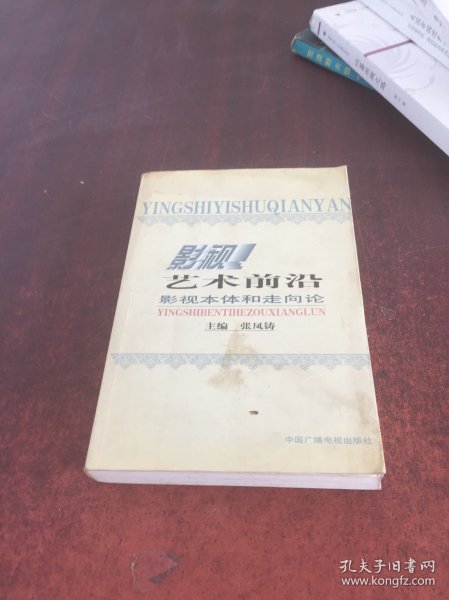 YINGSHIYISHUQIANYAN
影视
艺术前沿
影视本体和走向论
YINGSHIBENTIHEZOUXIANGLUN
主编 张凤铸
中国广播电视出版社
孔夫子旧书网
www.kongfz.com